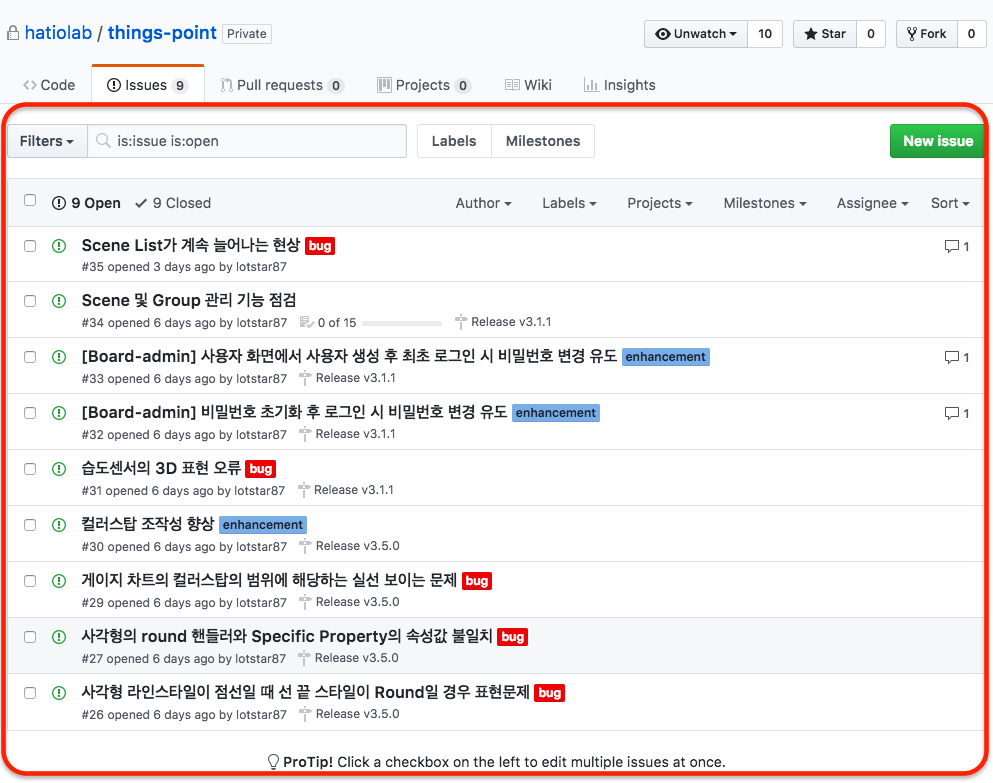 hatiolab / things-point Private Unwatch 10 Star 0 Fork 0
Code Issues 9 Pull requests 0 Projects 0 Wiki Insights
Filters is:issue is:open Labels Milestones New issue
9 Open 9 Closed Author Labels Projects Milestones Assignee Sort
Scene List가 계속 늘어나는 현상 bug 1
#35 opened 3 days ago by lotstar87
Scene 및 Group 관리 기능 점검
#34 opened 6 days ago by lotstar87 0 of 15 Release v3.1.1
[Board-admin] 사용자 화면에서 사용자 생성 후 최초 로그인 시 비밀번호 변경 유도 enhancement 1
#33 opened 6 days ago by lotstar87 Release v3.1.1
[Board-admin] 비밀번호 초기화 후 로그인 시 비밀번호 변경 유도 enhancement 1
#32 opened 6 days ago by lotstar87 Release v3.1.1
습도센서의 3D 표현 오류 bug
#31 opened 6 days ago by lotstar87 Release v3.1.1
컬러스탑 조작성 향상 enhancement
#30 opened 6 days ago by lotstar87 Release v3.5.0
게이지 차트의 컬러스탑의 범위에 해당하는 실선 보이는 문제 bug
#29 opened 6 days ago by lotstar87 Release v3.5.0
사각형의 round 핸들러와 Specific Property의 속성값 불일치 bug
#27 opened 6 days ago by lotstar87 Release v3.5.0
사각형 라인스타일이 점선일 때 선 끝 스타일이 Round일 경우 표현문제 bug
#26 opened 6 days ago by lotstar87 Release v3.5.0
ProTip! Click a checkbox on the left to edit multiple issues at once.